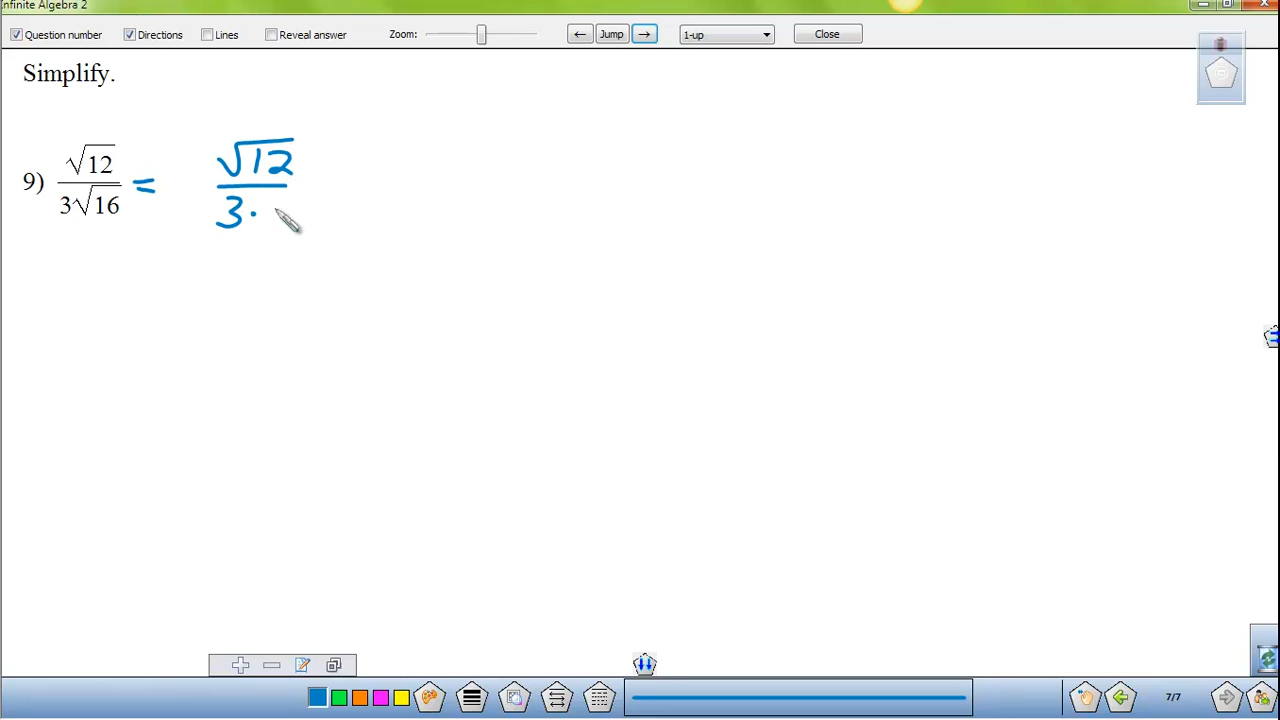 nfinite Algebra 2
Question number Directions Lines Reveal answer Zoom: ← Jump → 1-up Close
Simplify.
9) √12 / 3√16 = √12 / 3·
7/7